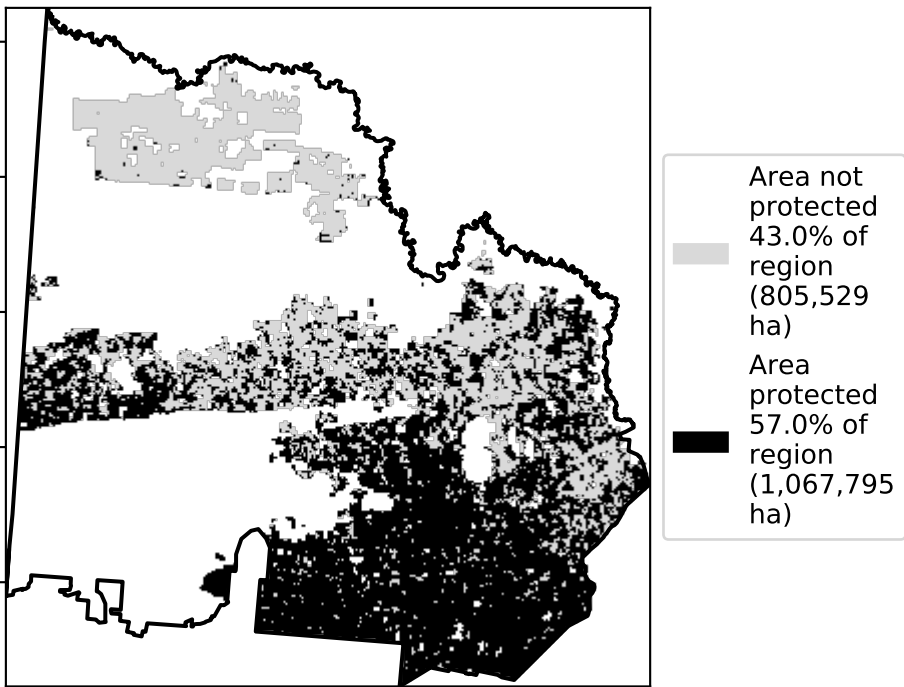 Area not
protected
43.0% of
region
(805,529
ha)
Area
protected
57.0% of
region
(1,067,795
ha)